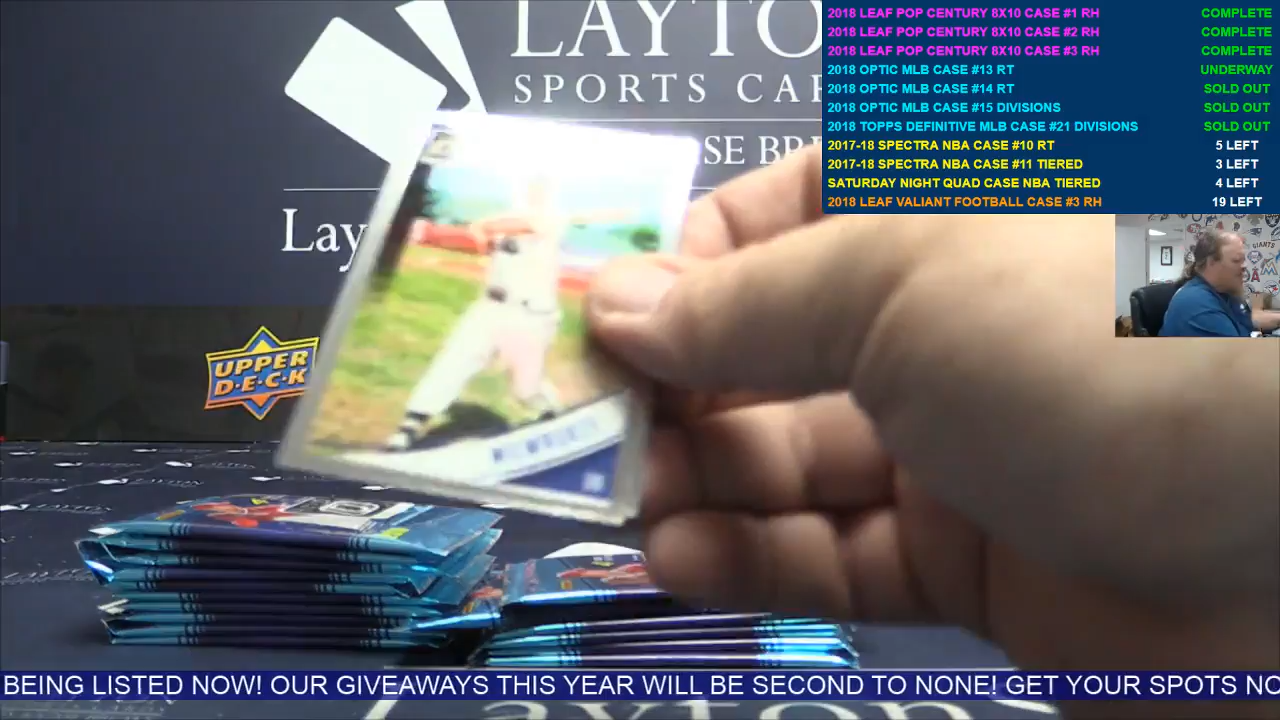 LAYTO
SPORTS CAR
SE BRE
Lay
UPPER
D·E·C·K
2018 LEAF POP CENTURY 8X10 CASE #1 RH COMPLETE
2018 LEAF POP CENTURY 8X10 CASE #2 RH COMPLETE
2018 LEAF POP CENTURY 8X10 CASE #3 RH COMPLETE
2018 OPTIC MLB CASE #13 RT UNDERWAY
2018 OPTIC MLB CASE #14 RT SOLD OUT
2018 OPTIC MLB CASE #15 DIVISIONS SOLD OUT
2018 TOPPS DEFINITIVE MLB CASE #21 DIVISIONS SOLD OUT
2017-18 SPECTRA NBA CASE #10 RT 5 LEFT
2017-18 SPECTRA NBA CASE #11 TIERED 3 LEFT
SATURDAY NIGHT QUAD CASE NBA TIERED 4 LEFT
2018 LEAF VALIANT FOOTBALL CASE #3 RH 19 LEFT
BEING LISTED NOW! OUR GIVEAWAYS THIS YEAR WILL BE SECOND TO NONE! GET YOUR SPOTS NO